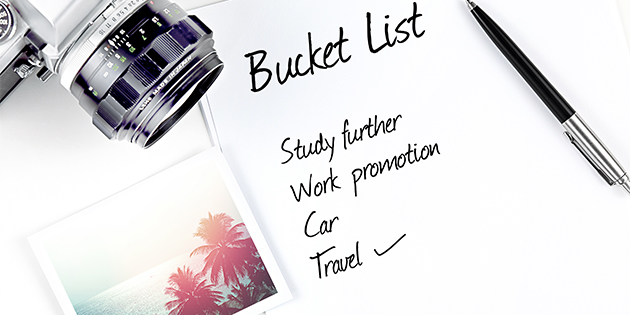 Bucket List
Study further
Work promotion
Car
Travel ✓